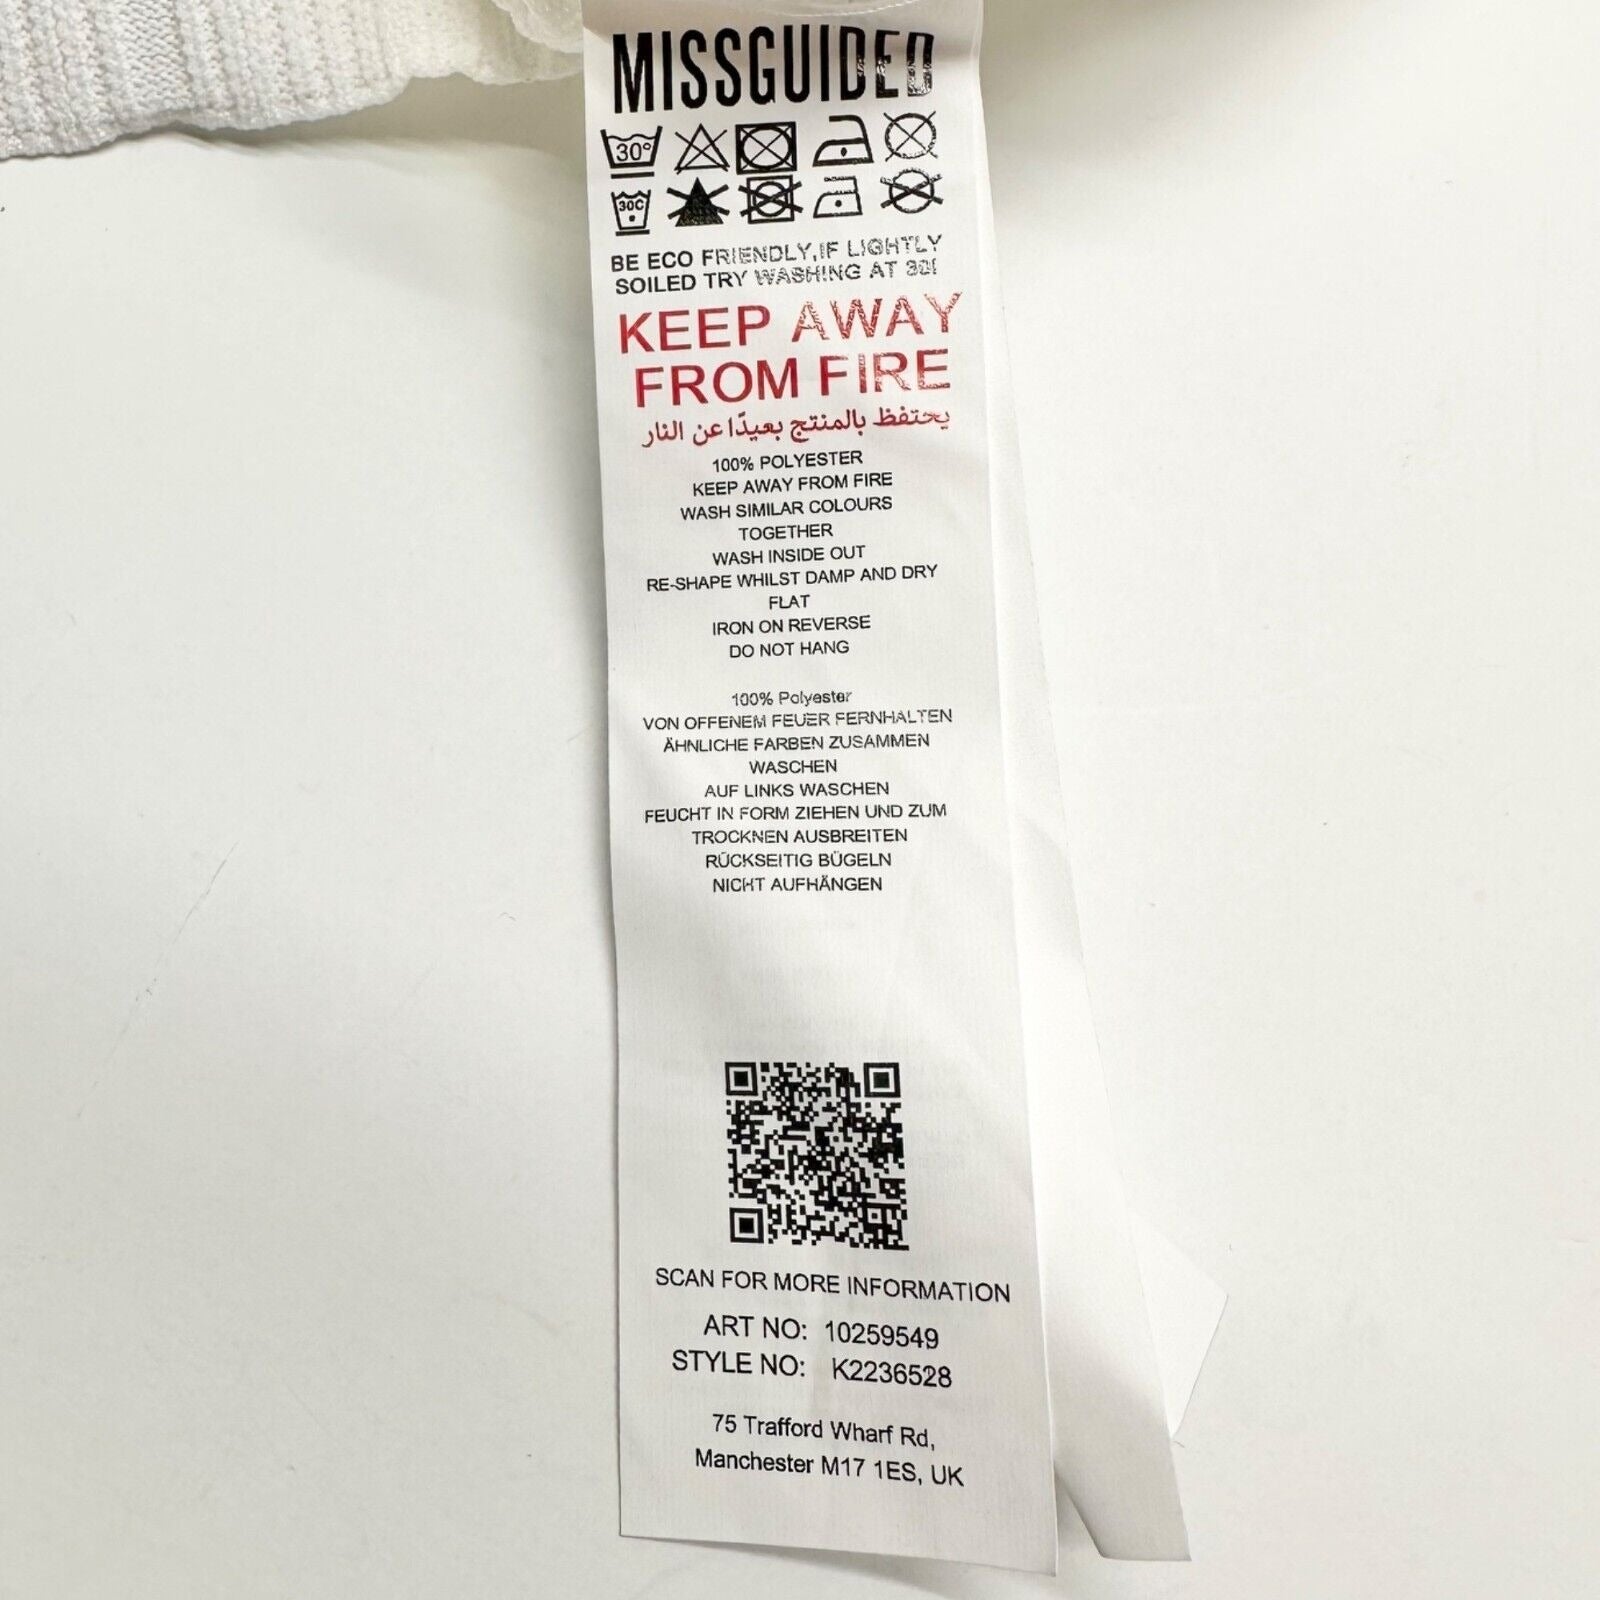 MISSGUIDED
30°
30C
BE ECO FRIENDLY,IF LIGHTLY
SOILED TRY WASHING AT 30!
KEEP AWAY
FROM FIRE
يحتفظ بالمنتج بعيدًا عن النار
100% POLYESTER
KEEP AWAY FROM FIRE
WASH SIMILAR COLOURS
TOGETHER
WASH INSIDE OUT
RE-SHAPE WHILST DAMP AND DRY
FLAT
IRON ON REVERSE
DO NOT HANG
100% Polyester
VON OFFENEM FEUER FERNHALTEN
ÄHNLICHE FARBEN ZUSAMMEN
WASCHEN
AUF LINKS WASCHEN
FEUCHT IN FORM ZIEHEN UND ZUM
TROCKNEN AUSBREITEN
RÜCKSEITIG BÜGELN
NICHT AUFHÄNGEN
SCAN FOR MORE INFORMATION
ART NO: 10259549
STYLE NO: K2236528
75 Trafford Wharf Rd,
Manchester M17 1ES, UK